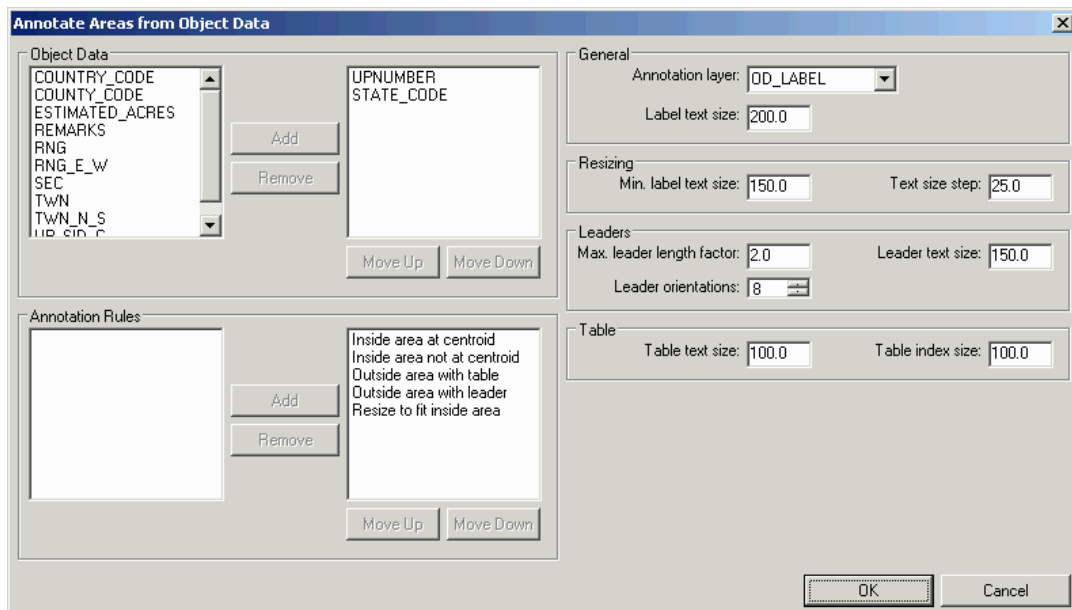 Annotate Areas from Object Data
Object Data
COUNTRY_CODE
COUNTY_CODE
ESTIMATED_ACRES
REMARKS
RNG
RNG_E_W
SEC
TWN
TWN_N_S
Add
Remove
UPNUMBER
STATE_CODE
Move Up
Move Down
Annotation Rules
Add
Remove
Inside area at centroid
Inside area not at centroid
Outside area with table
Outside area with leader
Resize to fit inside area
Move Up
Move Down
General
Annotation layer: OD_LABEL
Label text size: 200.0
Resizing
Min. label text size: 150.0
Text size step: 25.0
Leaders
Max. leader length factor: 2.0
Leader text size: 150.0
Leader orientations: 8
Table
Table text size: 100.0
Table index size: 100.0
OK
Cancel